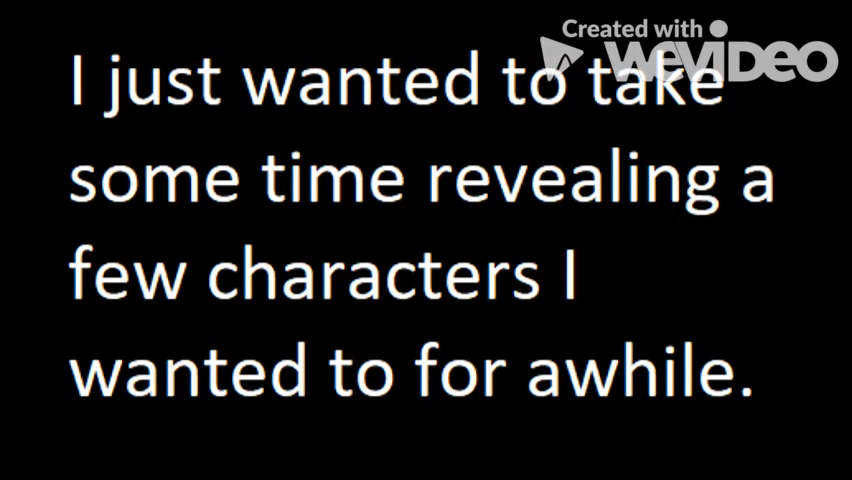 Created with
WEVIDEO
I just wanted to take
some time revealing a
few characters I
wanted to for awhile.